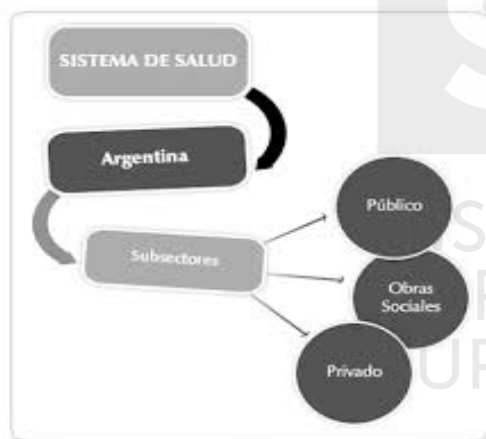 SISTEMA DE SALUD
Argentina
Subsectores
Público
Obras
Sociales
Privado